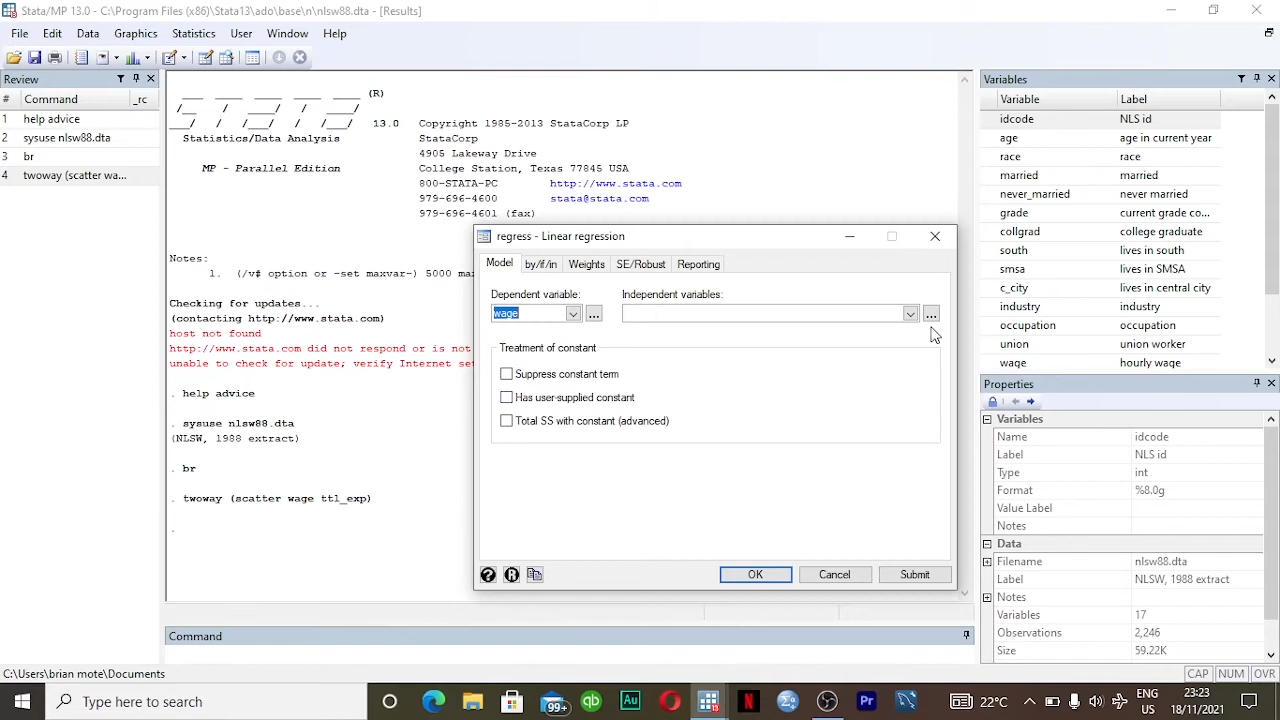 Stata/MP 13.0 - C:\Program Files (x86)\Stata13\ado\base\n\nlsw88.dta - [Results]
File Edit Data Graphics Statistics User Window Help
Review
# Command _rc
1 help advice
2 sysuse nlsw88.dta
3 br
4 twoway (scatter wa...
(R)
13.0 Copyright 1985-2013 StataCorp LP
Statistics/Data Analysis StataCorp
4905 Lakeway Drive
MP - Parallel Edition College Station, Texas 77845 USA
800-STATA-PC http://www.stata.com
979-696-4600 stata@stata.com
979-696-4601 (fax)
Notes:
1. (/v# option or -set maxvar-) 5000 max
Checking for updates...
(contacting http://www.stata.com)
host not found
http://www.stata.com did not respond or is not
unable to check for update; verify Internet set
. help advice
. sysuse nlsw88.dta
(NLSW, 1988 extract)
. br
. twoway (scatter wage ttl_exp)
.
regress - Linear regression
Model by/if/in Weights SE/Robust Reporting
Dependent variable: Independent variables:
wage ... ...
Treatment of constant
Suppress constant term
Has user-supplied constant
Total SS with constant (advanced)
OK Cancel Submit
Command
Variables
Variable Label
idcode NLS id
age age in current year
race race
married married
never_married never married
grade current grade co...
collgrad college graduate
south lives in south
smsa lives in SMSA
c_city lives in central city
industry industry
occupation occupation
union union worker
wage hourly wage
Properties
Variables
Name idcode
Label NLS id
Type int
Format %8.0g
Value Label
Notes
Data
Filename nlsw88.dta
Label NLSW, 1988 extract
Notes
Variables 17
Observations 2,246
Size 59.22K
C:\Users\brian mote\Documents
CAP NUM OVR
Type here to search
99+
qb
Au
N
Pr
22°C
ENG
UK
23:23
18/11/2021